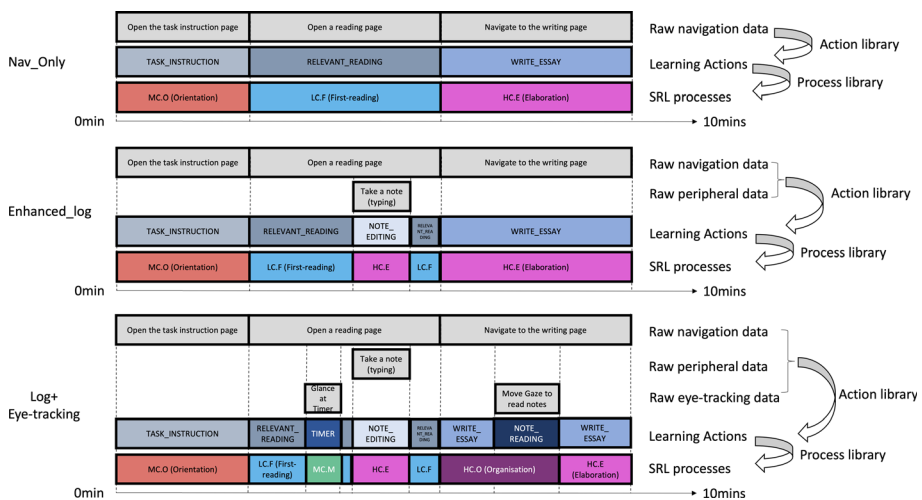 Open the task instruction page
Open a reading page
Navigate to the writing page
Raw navigation data
Action library
Nav_Only
TASK_INSTRUCTION
RELEVANT_READING
WRITE_ESSAY
Learning Actions
Process library
MC.O (Orientation)
LC.F (First-reading)
HC.E (Elaboration)
SRL processes
0min
10mins
Open the task instruction page
Open a reading page
Navigate to the writing page
Raw navigation data
Take a note
(typing)
Raw peripheral data
Action library
Enhanced_log
TASK_INSTRUCTION
RELEVANT_READING
NOTE_
EDITING
RELEVA
NT_REA
DING
WRITE_ESSAY
Learning Actions
Process library
MC.O (Orientation)
LC.F (First-reading)
HC.E
LC.F
HC.E (Elaboration)
SRL processes
0min
10mins
Open the task instruction page
Open a reading page
Navigate to the writing page
Raw navigation data
Take a note
(typing)
Raw peripheral data
Log+
Eye-tracking
Glance
at
Timer
Move Gaze to
read notes
Raw eye-tracking data
Action library
TASK_INSTRUCTION
RELEVANT_
READING
TIMER
NOTE_
EDITING
RELEVA
NT_REA
DING
WRITE_
ESSAY
NOTE_
READING
WRITE_
ESSAY
Learning Actions
Process library
MC.O (Orientation)
LC.F (First-
reading)
MC.M
HC.E
LC.F
HC.O (Organisation)
HC.E
(Elaboration)
SRL processes
0min
10mins